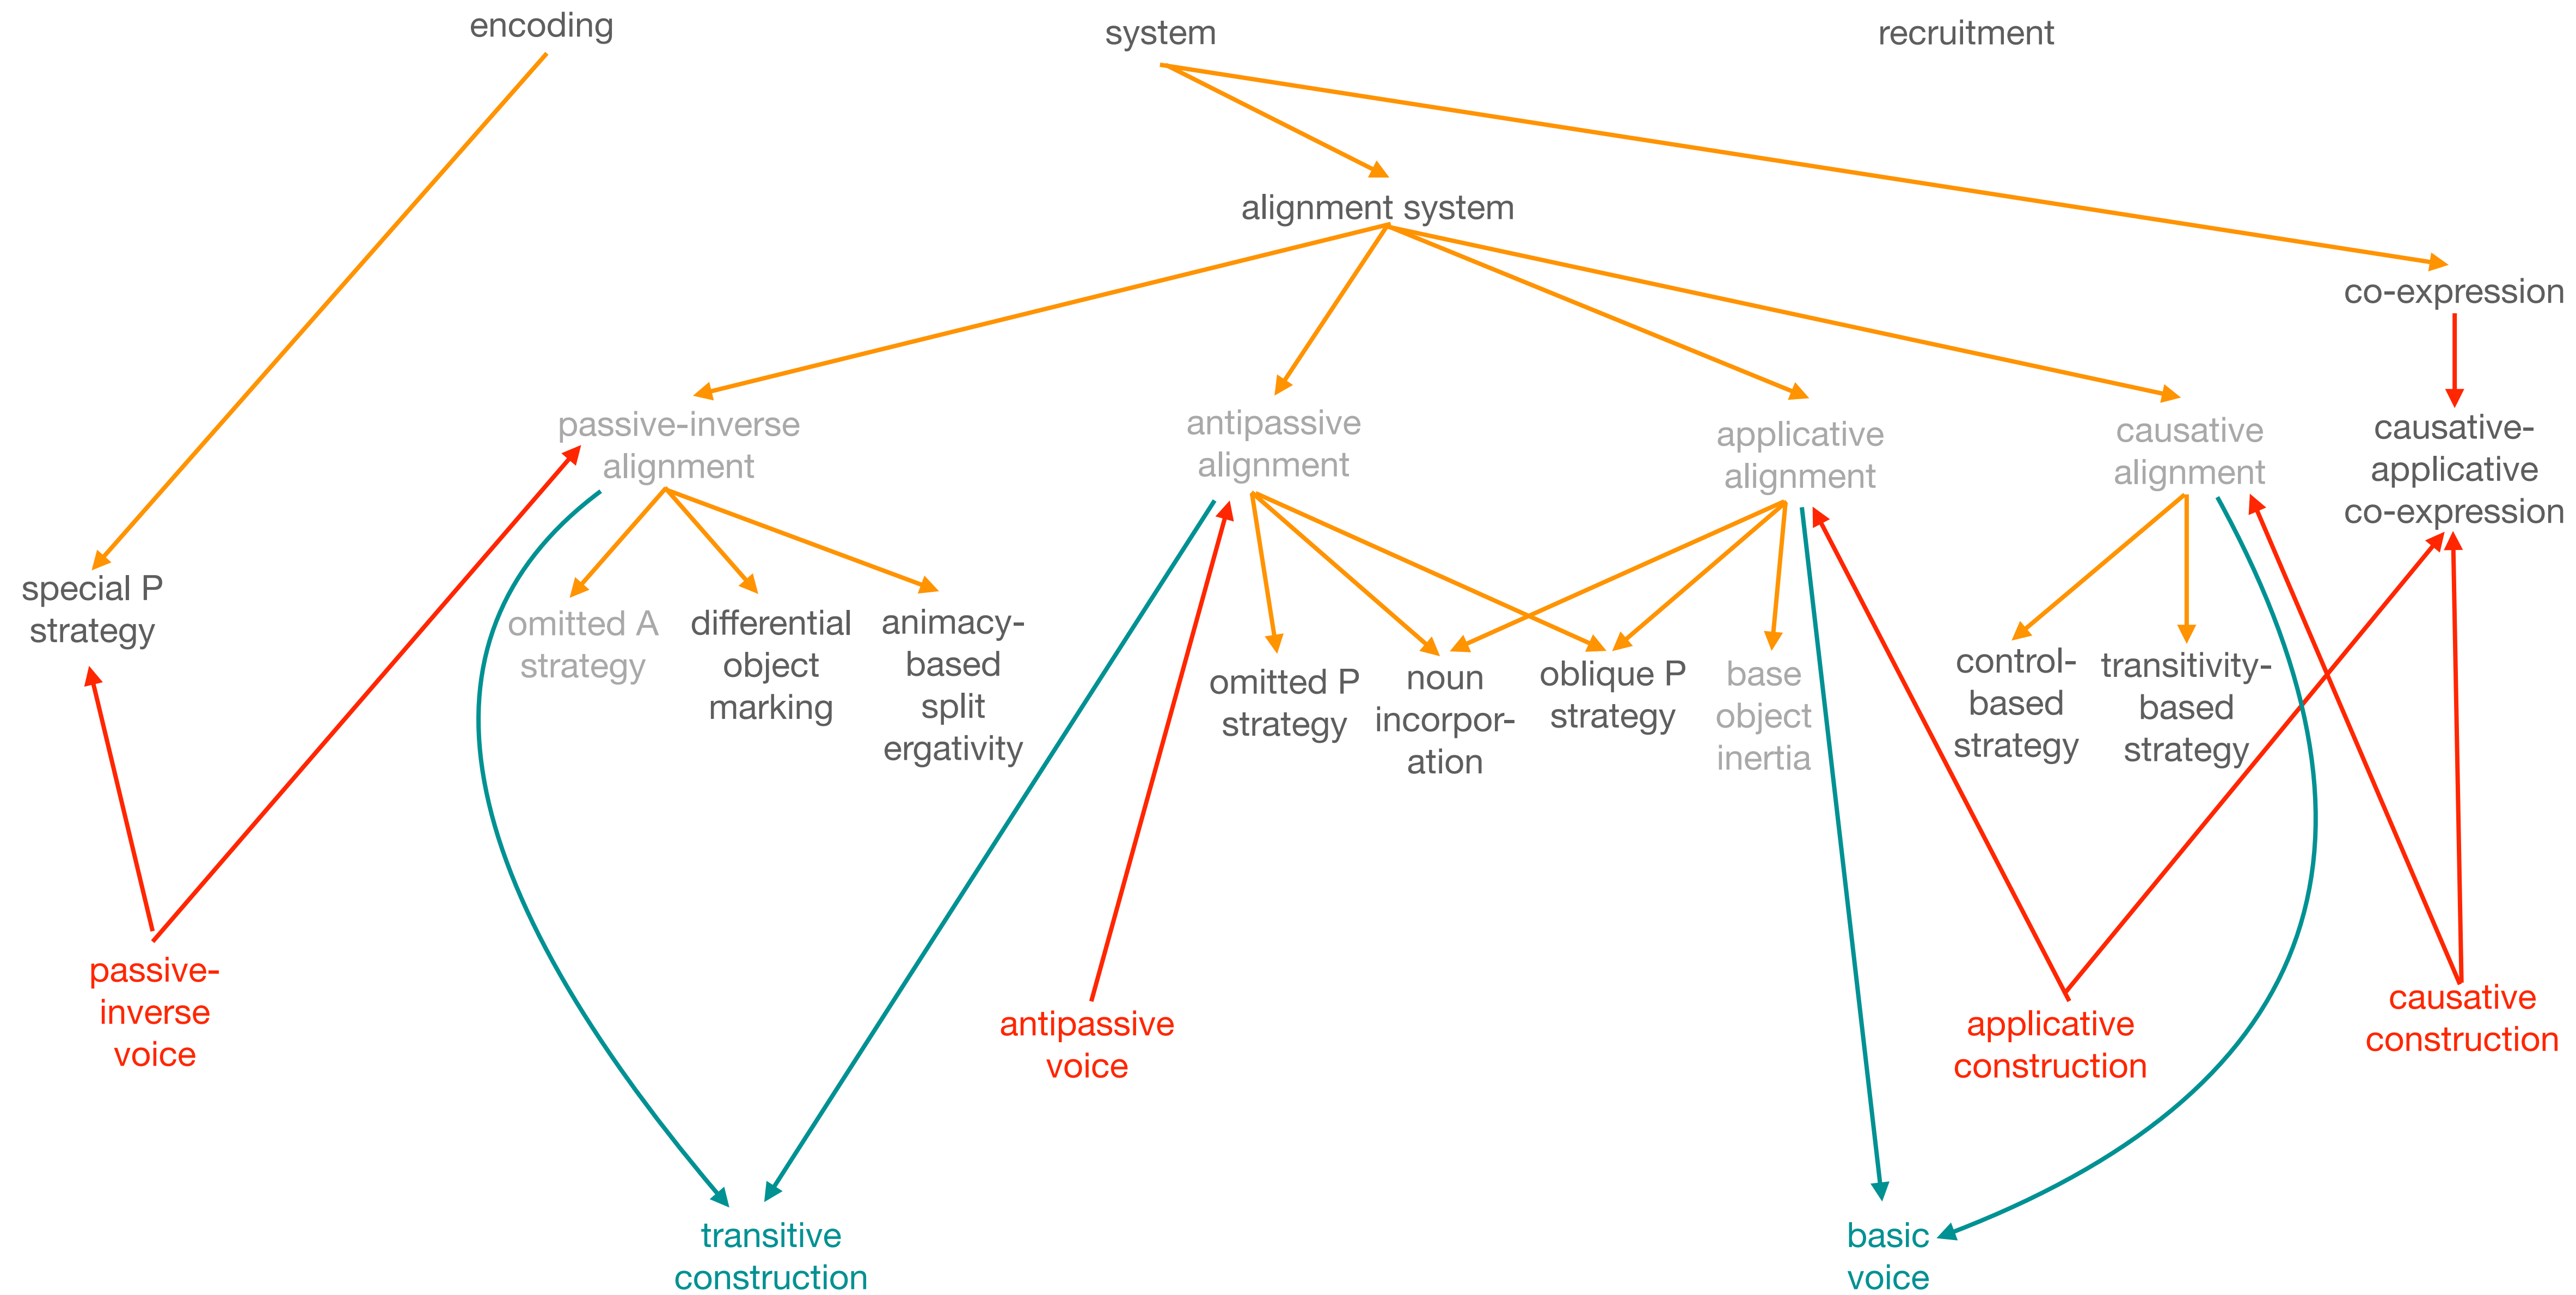 encoding
system
recruitment
alignment system
co-expression
passive-inverse
alignment
antipassive
alignment
applicative
alignment
causative
alignment
causative-
applicative
co-expression
special P
strategy
omitted A
strategy
differential
object
marking
animacy-
based
split
ergativity
omitted P
strategy
noun
incorpor-
ation
oblique P
strategy
base
object
inertia
control-
based
strategy
transitivity-
based
strategy
passive-
inverse
voice
antipassive
voice
applicative
construction
causative
construction
transitive
construction
basic
voice